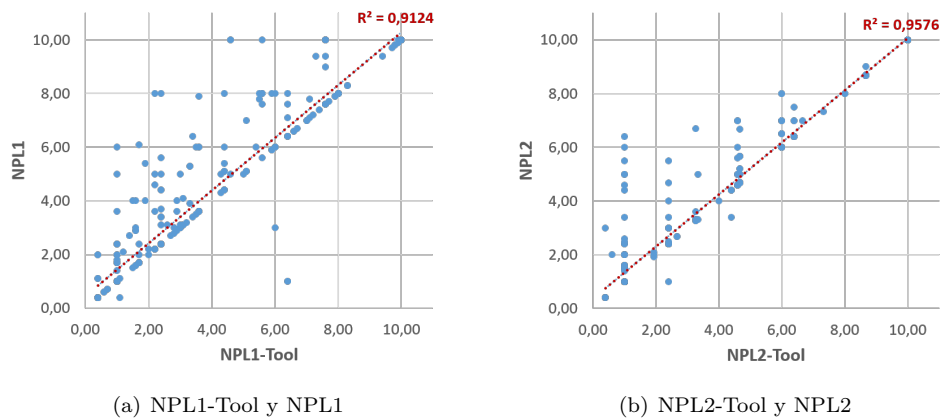 R² = 0,9124
10,00
8,00
6,00
4,00
2,00
0,00
NPL1
0,00 2,00 4,00 6,00 8,00 10,00
NPL1-Tool
(a) NPL1-Tool y NPL1
R² = 0,9576
10,00
8,00
6,00
4,00
2,00
0,00
NPL2
0,00 2,00 4,00 6,00 8,00 10,00
NPL2-Tool
(b) NPL2-Tool y NPL2